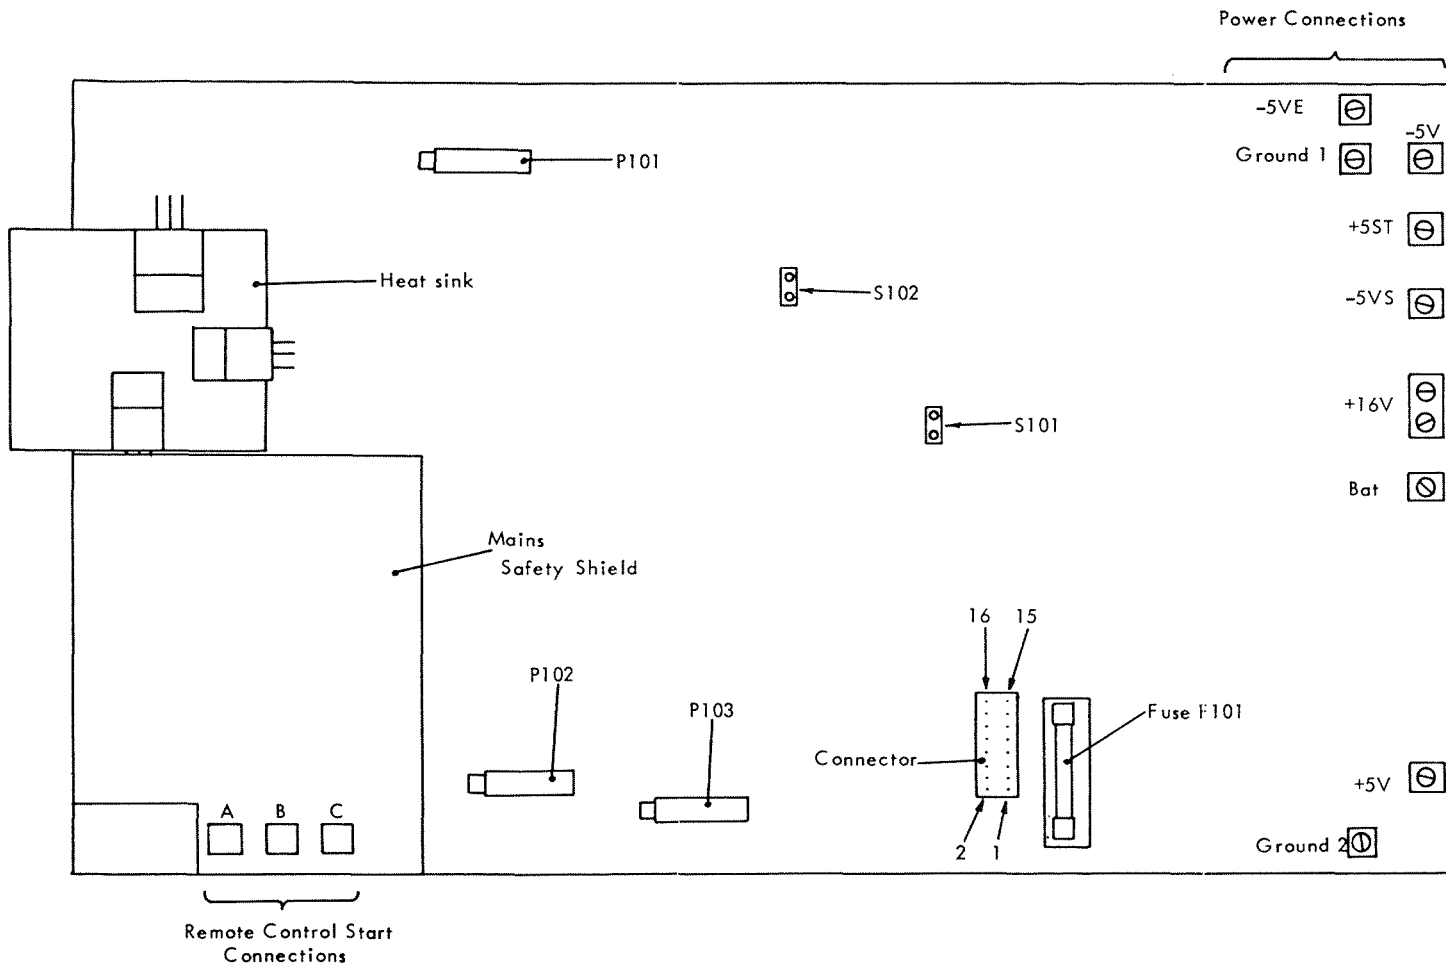 Power Connections
-5VE
-5V
P101
Ground 1
+5ST
Heat sink
S102
-5VS
+16V
S101
Bat
Mains
Safety Shield
16 15
P102
P103
Fuse F101
Connector
+5V
A B C
2 1
Ground 2
Remote Control Start
Connections